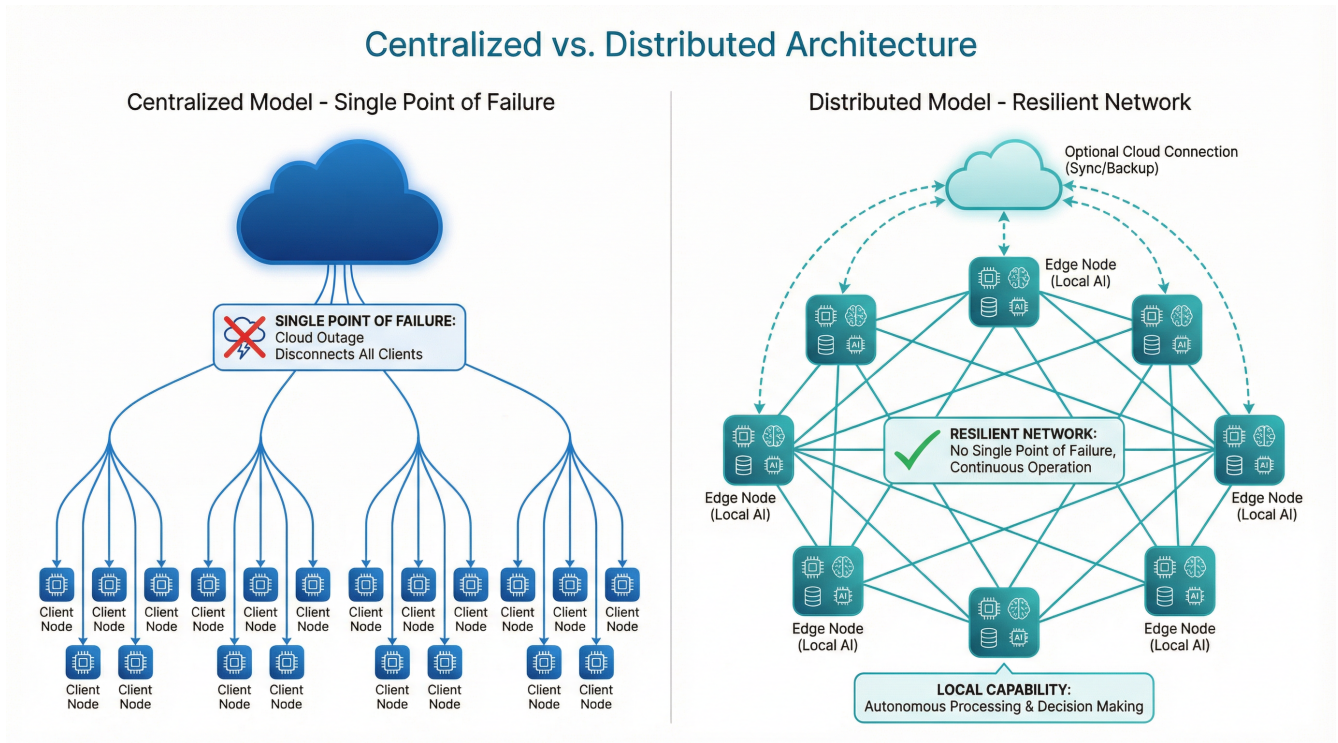 Centralized vs. Distributed Architecture
Centralized Model - Single Point of Failure
SINGLE POINT OF FAILURE:
Cloud Outage
Disconnects All Clients
Client
Node
Client
Node
Client
Node
Client
Node
Client
Node
Client
Node
Client
Node
Client
Node
Client
Node
Client
Node
Client
Node
Client
Node
Client
Node
Client
Node
Client
Node
Client
Node
Client
Node
Client
Node
Client
Node
Client
Node
Distributed Model - Resilient Network
Optional Cloud Connection
(Sync/Backup)
Edge Node
(Local AI)
AI
AI
AI
RESILIENT NETWORK:
No Single Point of Failure,
Continuous Operation
AI
AI
Edge Node
(Local AI)
Edge Node
(Local AI)
AI
AI
AI
Edge Node
(Local AI)
Edge Node
(Local AI)
LOCAL CAPABILITY:
Autonomous Processing & Decision Making